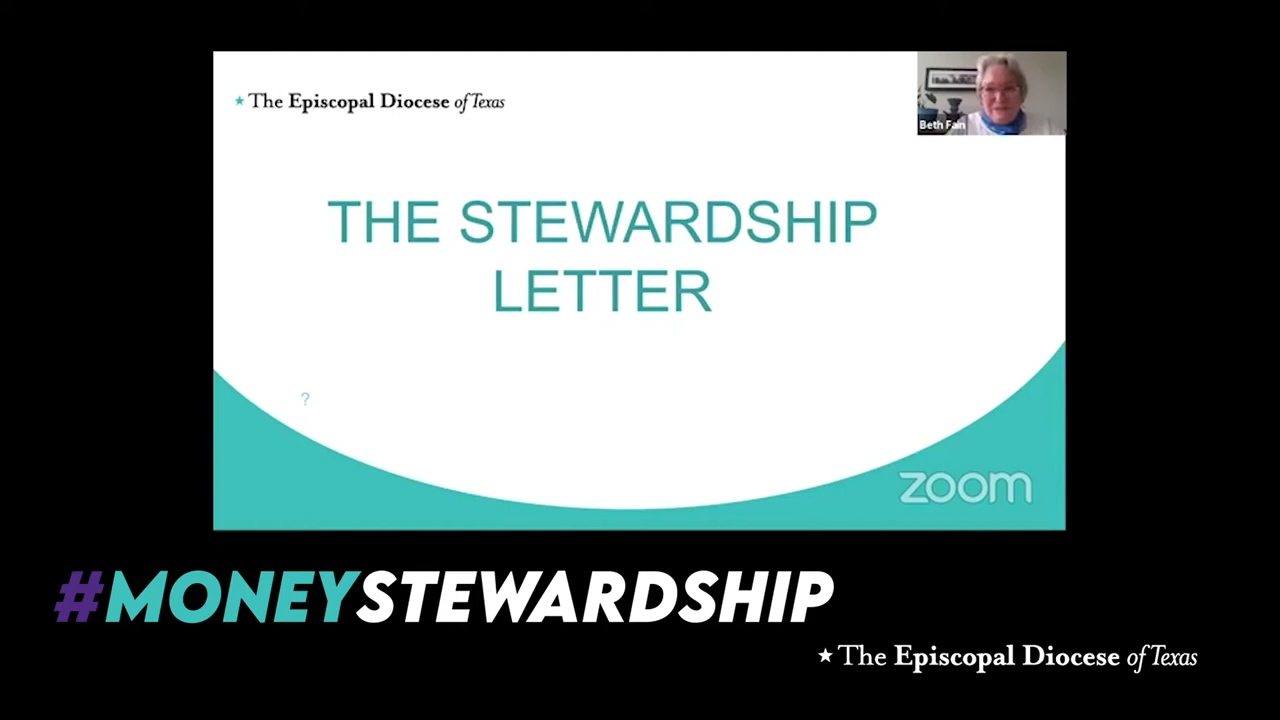 ★ The Episcopal Diocese of Texas
Beth Fain
THE STEWARDSHIP
LETTER
?
zoom
#MONEYSTEWARDSHIP
★ The Episcopal Diocese of Texas